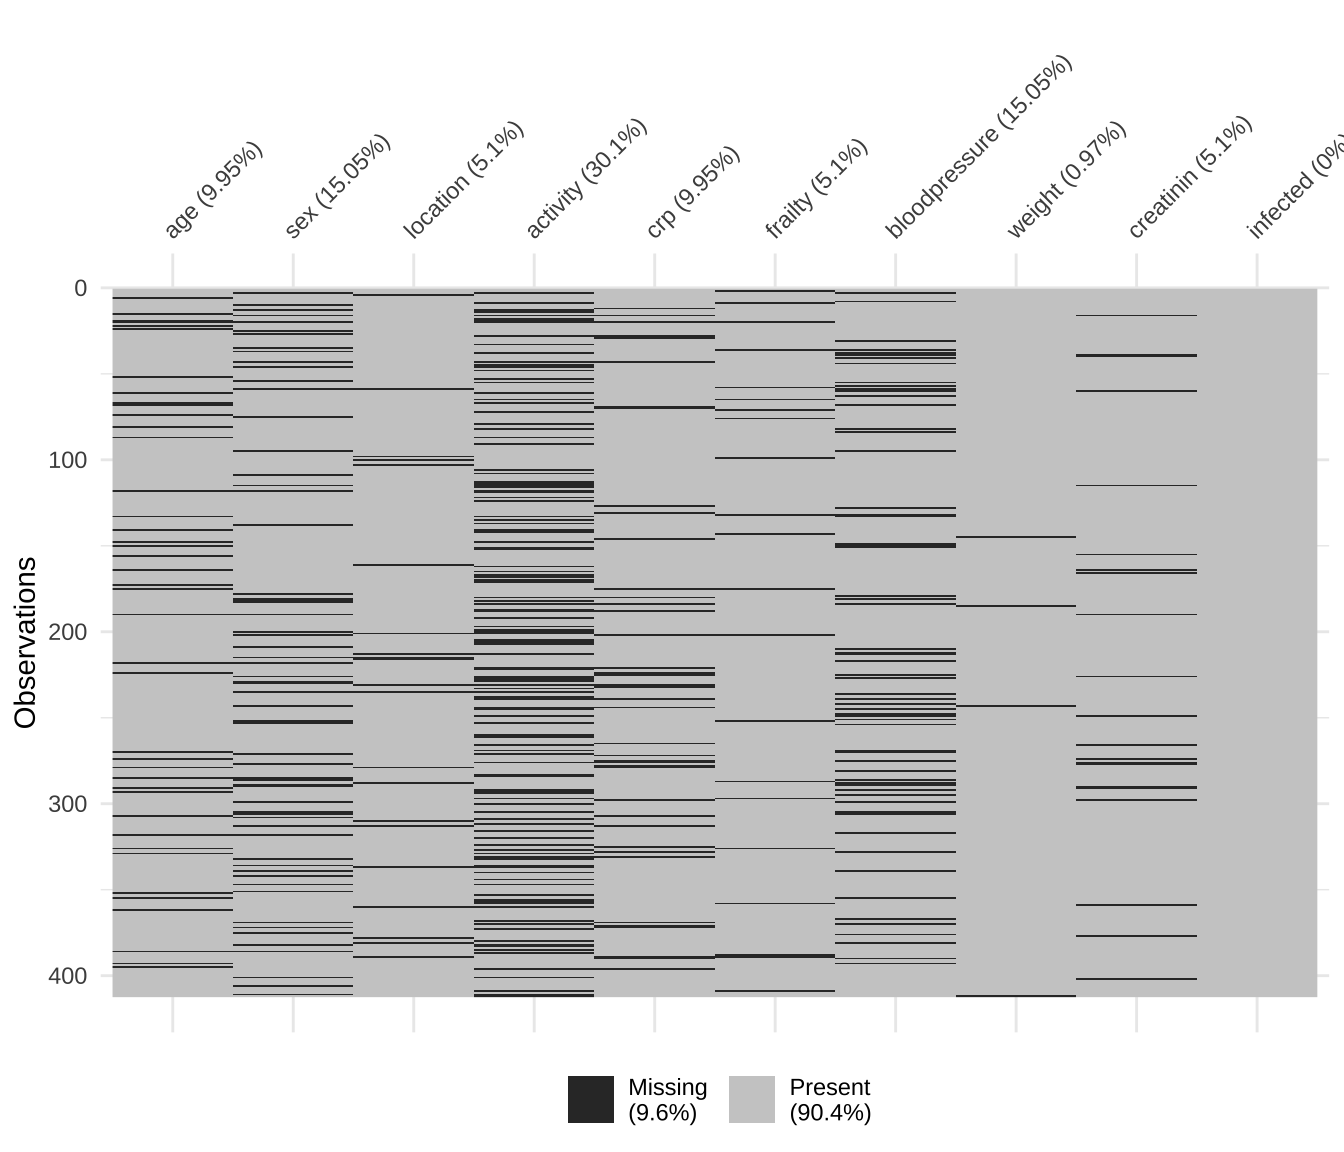 age (9.95%)
sex (15.05%)
location (5.1%)
activity (30.1%)
crp (9.95%)
frailty (5.1%)
bloodpressure (15.05%)
weight (0.97%)
creatinin (5.1%)
infected (0%
Observations
0
100
200
300
400
Missing
(9.6%)
Present
(90.4%)